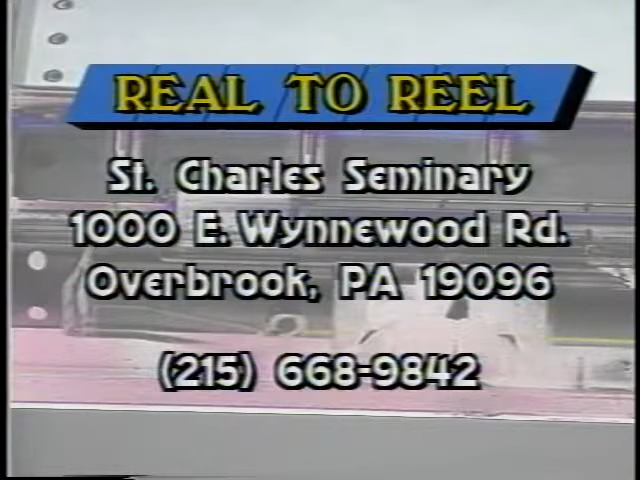 REAL TO REEL
St. Charles Seminary
1000 E. Wynnewood Rd.
Overbrook, PA 19096
(215) 668-9842